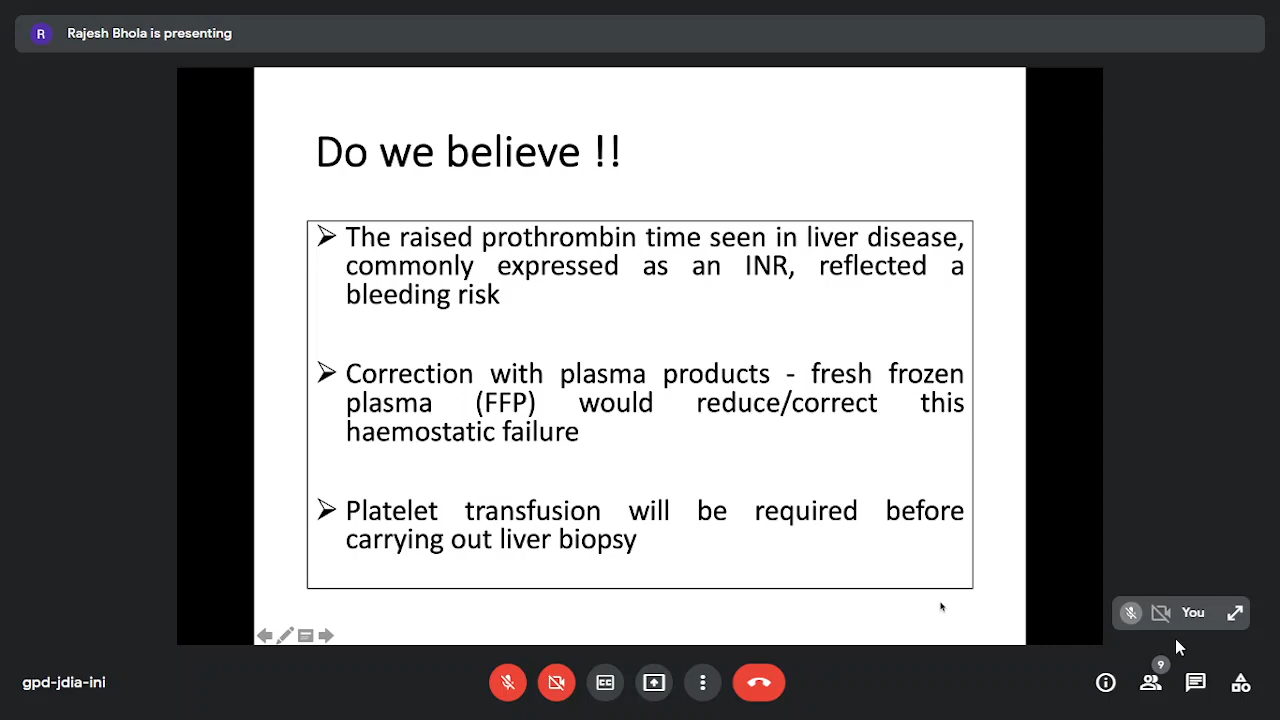 R
Rajesh Bhola is presenting
Do we believe !!
The raised prothrombin time seen in liver disease,
commonly expressed as an INR, reflected a
bleeding risk
Correction with plasma products - fresh frozen
plasma (FFP) would reduce/correct this
haemostatic failure
Platelet transfusion will be required before
carrying out liver biopsy
You
9
gpd-jdia-ini
CC